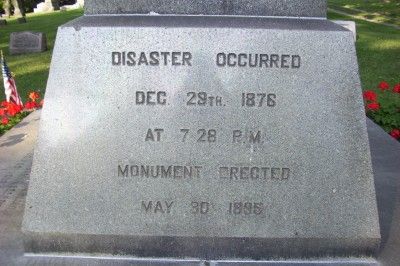 DISASTER OCCURRED
DEC. 29TH. 1876
AT 7 28 P.M.
MONUMENT ERECTED
MAY 30 1895